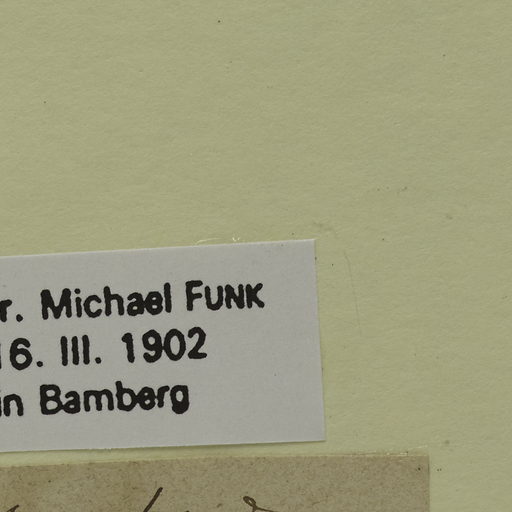 r. Michael FUNK
16. III. 1902
in Bamberg